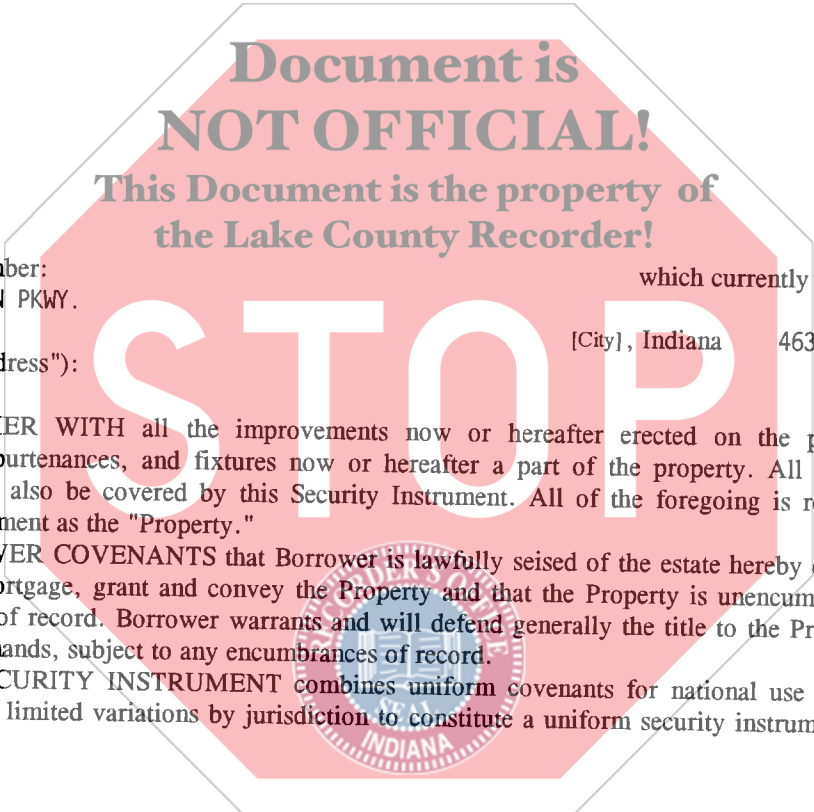 Document is
NOT OFFICIAL!
This Document is the property of
the Lake County Recorder!
nber:
which currently
N PKWY.
[City], Indiana 463
dress"):
STOP
ER WITH all the improvements now or hereafter erected on the p
purtenances, and fixtures now or hereafter a part of the property. All
also be covered by this Security Instrument. All of the foregoing is re
ment as the "Property."
VER COVENANTS that Borrower is lawfully seised of the estate hereby
ortgage, grant and convey the Property and that the Property is unencum
of record. Borrower warrants and will defend generally the title to the Pr
ands, subject to any encumbrances of record.
CURITY INSTRUMENT combines uniform covenants for national use
limited variations by jurisdiction to constitute a uniform security instrum
RECORDER'S OFFICE
SEAL
INDIANA